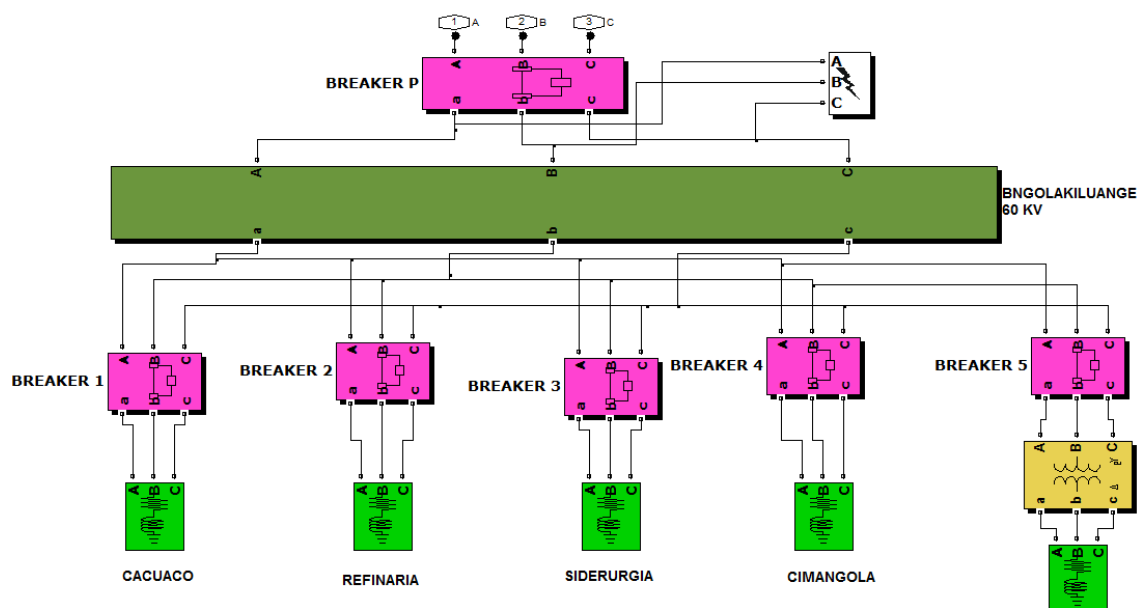 1 A 2 B 3 C
A B C
BREAKER P
a b c
A
B
C
A B C
BNGOLAKILUANGE
60 KV
a b c
A B C
BREAKER 1
a b c
A B C
BREAKER 2
a b c
A B C
BREAKER 3
a b c
A B C
BREAKER 4
a b c
A B C
BREAKER 5
a b c
A B C
a b c
A B C
A B C
A B C
A B C
A B C
CACUACO
REFINARIA
SIDERURGIA
CIMANGOLA